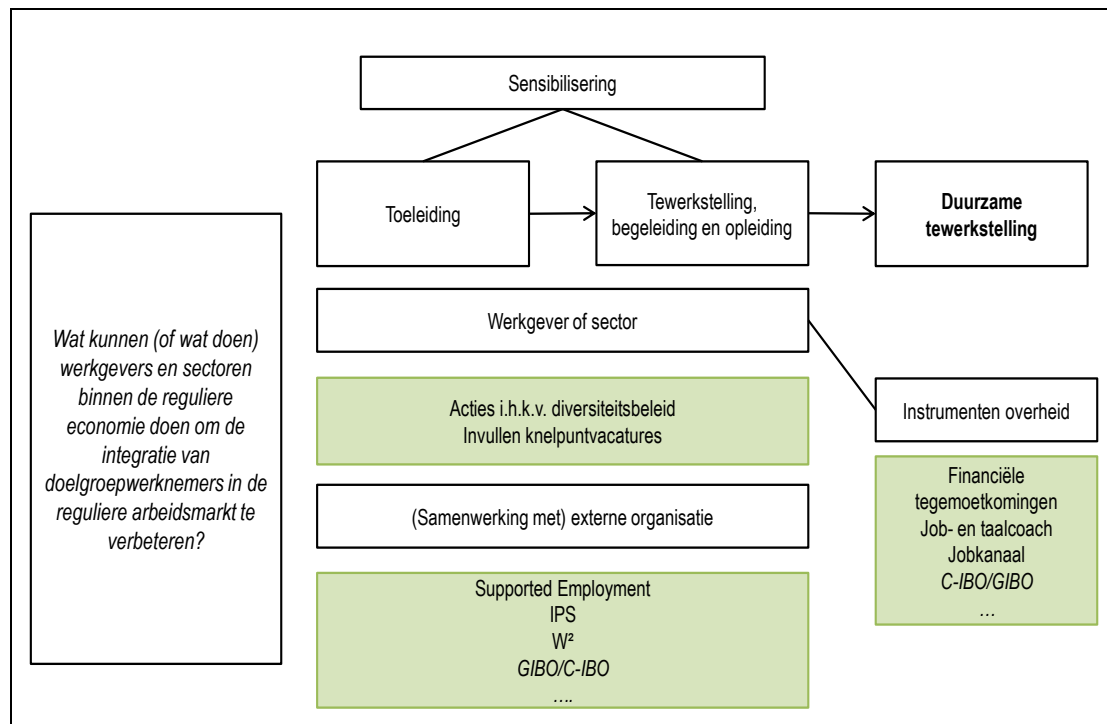 Sensibilisering
Toeleiding
Tewerkstelling,
begeleiding en opleiding
Duurzame
tewerkstelling
Wat kunnen (of wat doen)
werkgevers en sectoren
binnen de reguliere
economie doen om de
integratie van
doelgroepwerknemers in de
reguliere arbeidsmarkt te
verbeteren?
Werkgever of sector
Acties i.h.k.v. diversiteitsbeleid
Invullen knelpuntvacatures
(Samenwerking met) externe organisatie
Supported Employment
IPS
W²
GIBO/C-IBO
….
Instrumenten overheid
Financiële
tegemoetkomingen
Job- en taalcoach
Jobkanaal
C-IBO/GIBO
…